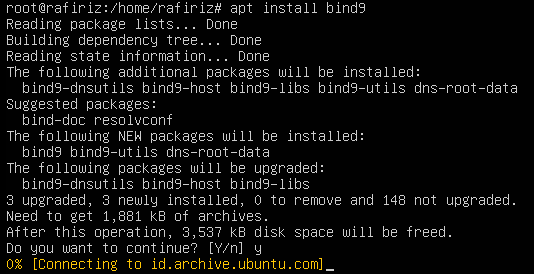 root@rafiriz:/home/rafiriz# apt install bind9
Reading package lists... Done
Building dependency tree... Done
Reading state information... Done
The following additional packages will be installed:
  bind9-dnsutils bind9-host bind9-libs bind9-utils dns-root-data
Suggested packages:
  bind-doc resolvconf
The following NEW packages will be installed:
  bind9 bind9-utils dns-root-data
The following packages will be upgraded:
  bind9-dnsutils bind9-host bind9-libs
3 upgraded, 3 newly installed, 0 to remove and 148 not upgraded.
Need to get 1,881 kB of archives.
After this operation, 3,537 kB disk space will be freed.
Do you want to continue? [Y/n] y
0% [Connecting to id.archive.ubuntu.com]_